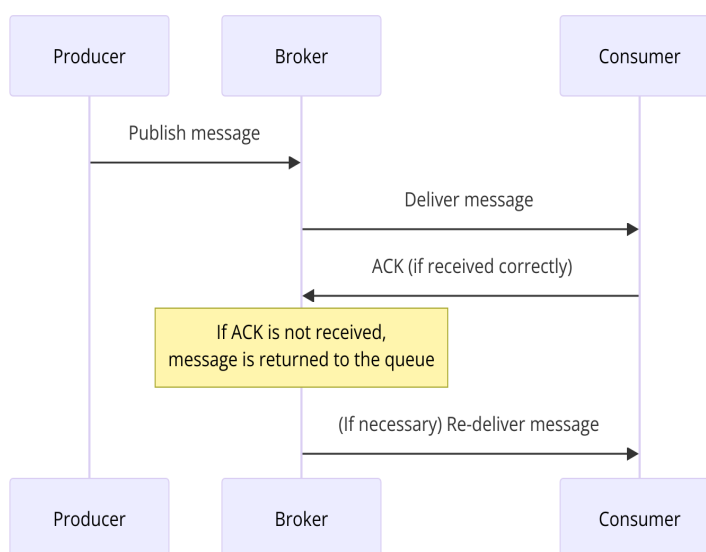 Producer
Broker
Consumer
Publish message
Deliver message
ACK (if received correctly)
If ACK is not received,
message is returned to the queue
(If necessary) Re-deliver message
Producer
Broker
Consumer